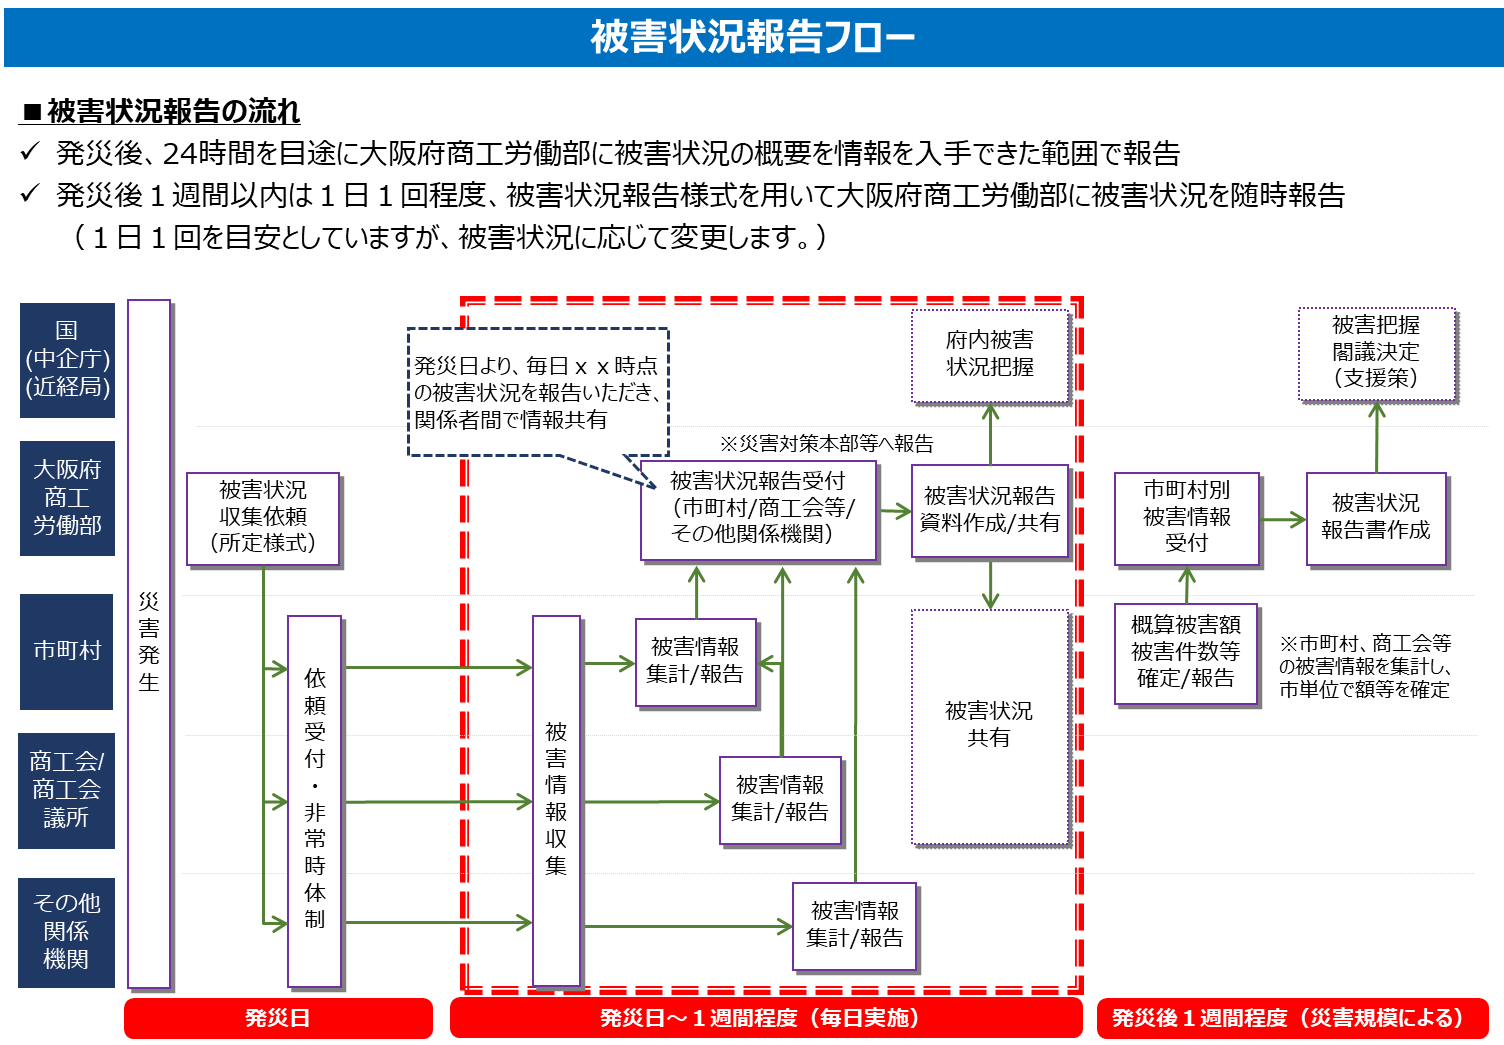 被害状況報告フロー
■被害状況報告の流れ
✓ 発災後、24時間を目途に大阪府商工労働部に被害状況の概要を情報を入手できた範囲で報告
✓ 発災後１週間以内は１日１回程度、被害状況報告様式を用いて大阪府商工労働部に被害状況を随時報告
（１日１回を目安としていますが、被害状況に応じて変更します。）
国
(中企庁)
(近経局)
大阪府
商工
労働部
市町村
商工会/
商工会
議所
その他
関係
機関
災害発生
被害状況
収集依頼
（所定様式）
依頼受付・非常時体制
発災日より、毎日ｘｘ時点
の被害状況を報告いただき、
関係者間で情報共有
被害情報収集
※災害対策本部等へ報告
被害状況報告受付
（市町村/商工会等/
その他関係機関）
被害情報
集計/報告
被害情報
集計/報告
被害情報
集計/報告
府内被害
状況把握
被害状況報告
資料作成/共有
被害状況
共有
市町村別
被害情報
受付
概算被害額
被害件数等
確定/報告
被害把握
閣議決定
（支援策）
被害状況
報告書作成
※市町村、商工会等
の被害情報を集計し、
市単位で額等を確定
発災日
発災日～１週間程度（毎日実施）
発災後１週間程度（災害規模による）